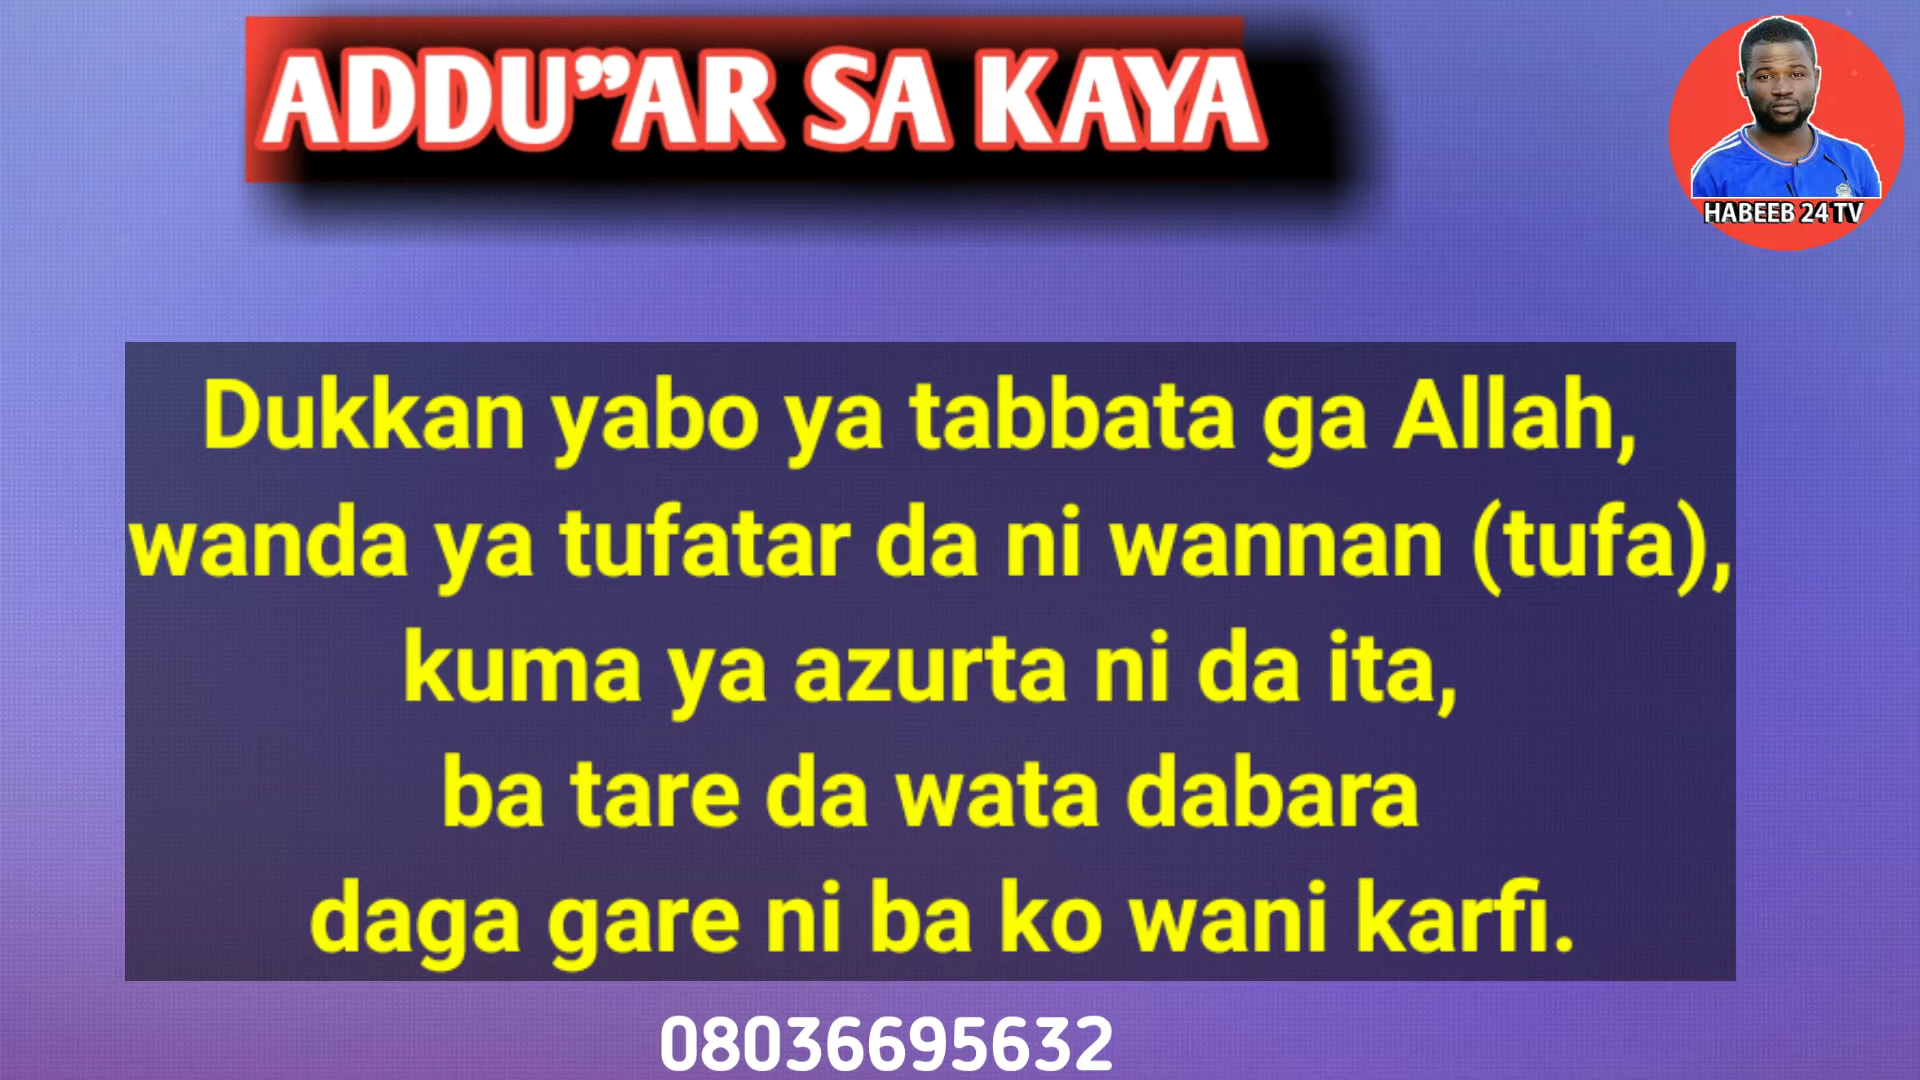 ADDU”AR SA KAYA
HABEEB 24 TV
Dukkan yabo ya tabbata ga Allah,
wanda ya tufatar da ni wannan (tufa),
kuma ya azurta ni da ita,
ba tare da wata dabara
daga gare ni ba ko wani karfi.
08036695632